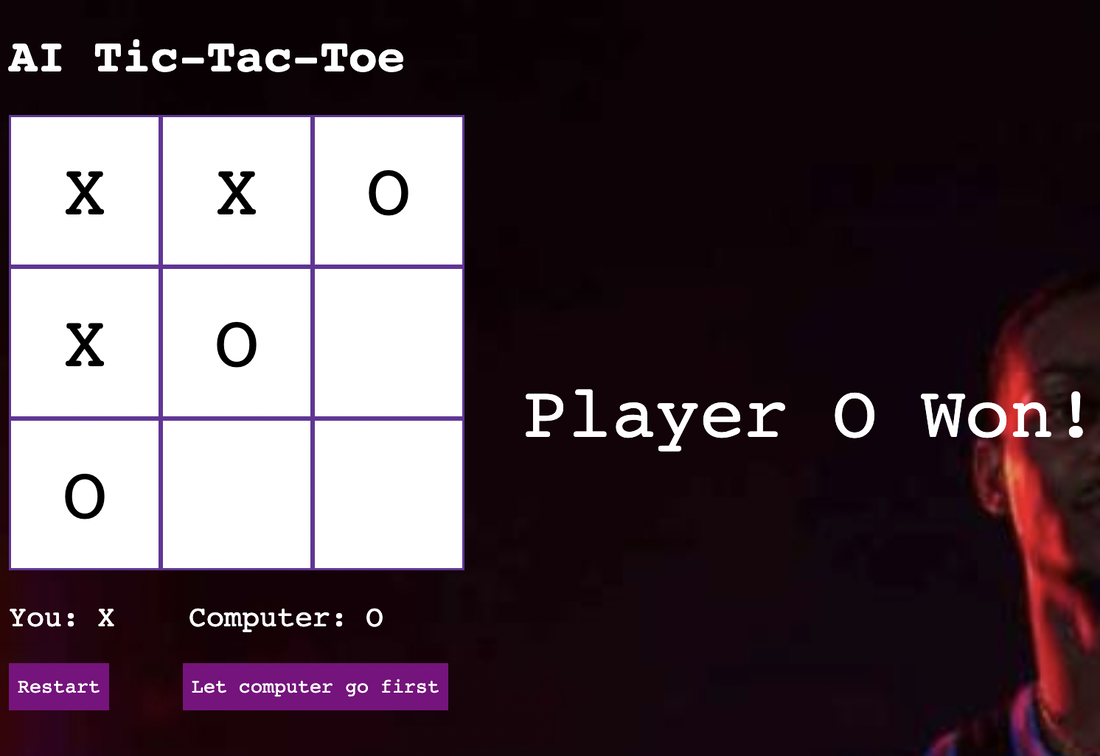 AI Tic-Tac-Toe
X X O
X O
O
Player O Won!
You: X Computer: O
Restart Let computer go first